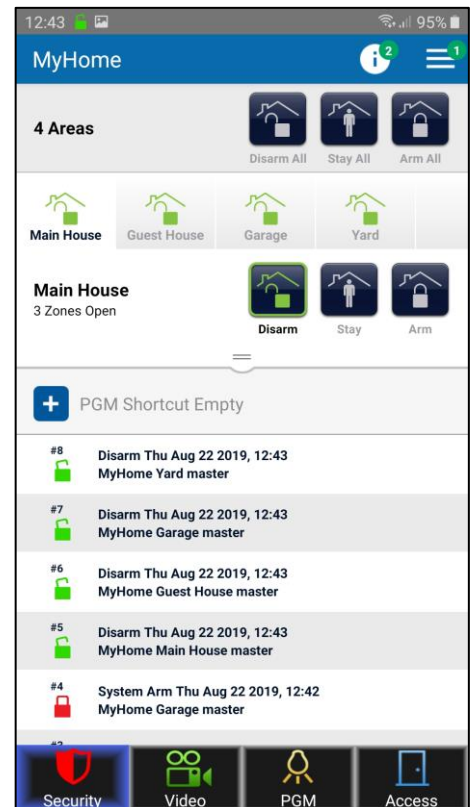 12:43 95%
MyHome 2 1
4 Areas
Disarm All Stay All Arm All
Main House Guest House Garage Yard
Main House
3 Zones Open
Disarm Stay Arm
PGM Shortcut Empty
#8 Disarm Thu Aug 22 2019, 12:43
MyHome Yard master
#7 Disarm Thu Aug 22 2019, 12:43
MyHome Garage master
#6 Disarm Thu Aug 22 2019, 12:43
MyHome Guest House master
#5 Disarm Thu Aug 22 2019, 12:43
MyHome Main House master
#4 System Arm Thu Aug 22 2019, 12:42
MyHome Garage master
Security Video PGM Access